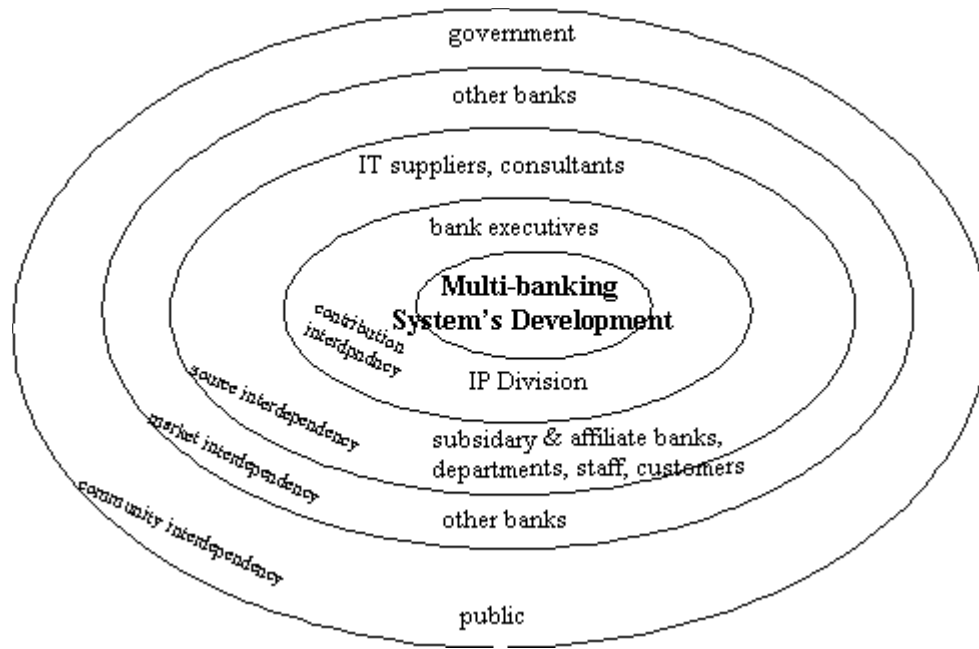 government
other banks
IT suppliers, consultants
bank executives
Multi-banking
System's Development
contribution
interdpndncy
IP Division
source interdependency
market interdependency
subsidary & affiliate banks,
departments, staff, customers
community interdependency
other banks
public